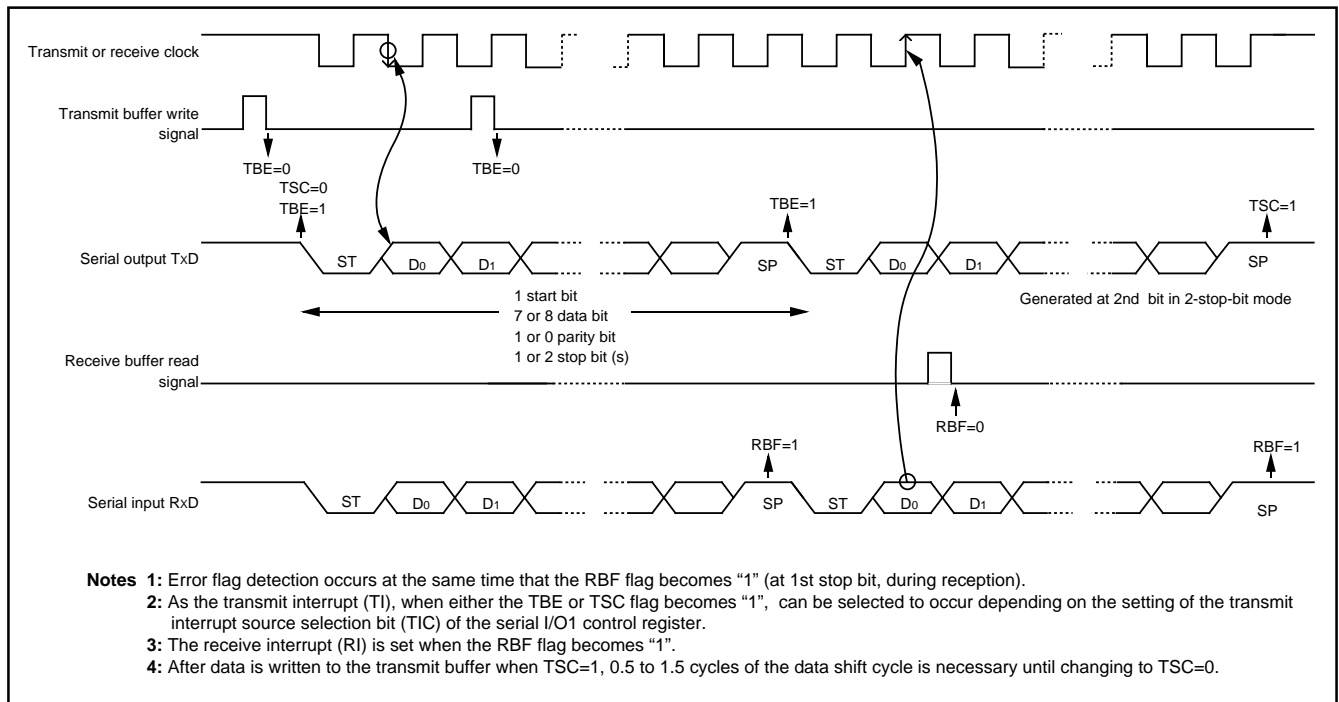 Transmit or receive clock
Transmit buffer write
signal
TBE=0
TBE=0
TSC=0
TBE=1
TBE=1
TSC=1
Serial output TxD
ST
D0
D1
SP
ST
D0
D1
SP
1 start bit
7 or 8 data bit
1 or 0 parity bit
1 or 2 stop bit (s)
Generated at 2nd bit in 2-stop-bit mode
Receive buffer read
signal
RBF=0
RBF=1
RBF=1
Serial input RxD
ST
D0
D1
SP
ST
D0
D1
SP
Notes 1: Error flag detection occurs at the same time that the RBF flag becomes “1” (at 1st stop bit, during reception).
2: As the transmit interrupt (TI), when either the TBE or TSC flag becomes “1”, can be selected to occur depending on the setting of the transmit
interrupt source selection bit (TIC) of the serial I/O1 control register.
3: The receive interrupt (RI) is set when the RBF flag becomes “1”.
4: After data is written to the transmit buffer when TSC=1, 0.5 to 1.5 cycles of the data shift cycle is necessary until changing to TSC=0.